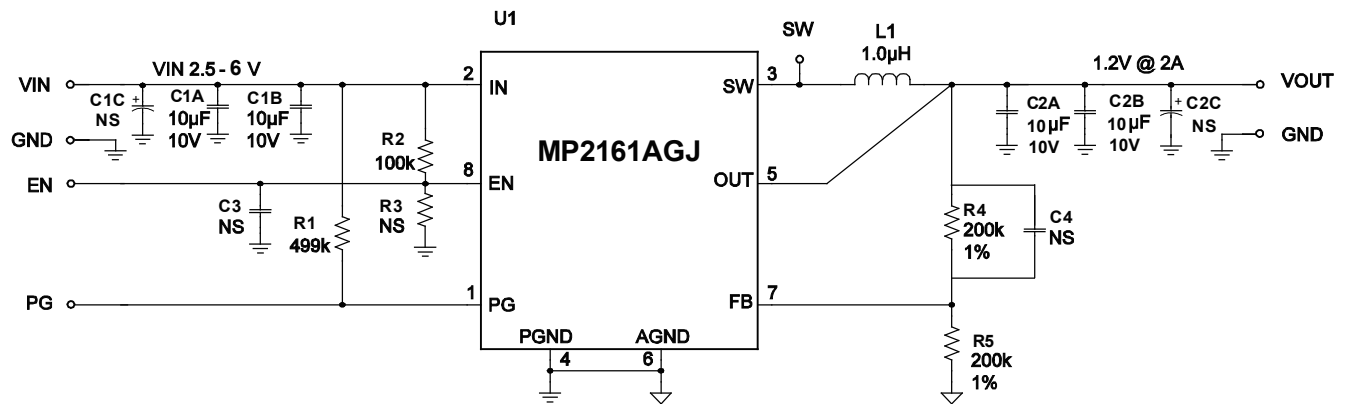 U1
SW
L1
1.0µH
VIN
VIN 2.5 - 6 V
2
IN
SW
3
1.2V @ 2A
VOUT
C1C
NS
+
C1A
10µF
10V
C1B
10µF
10V
C2A
10µF
10V
C2B
10µF
10V
+
C2C
NS
GND
GND
R2
100k
MP2161AGJ
EN
8
EN
OUT
5
C3
NS
R1
499k
R3
NS
R4
200k
1%
C4
NS
PG
1
PG
FB
7
PGND
4
AGND
6
R5
200k
1%